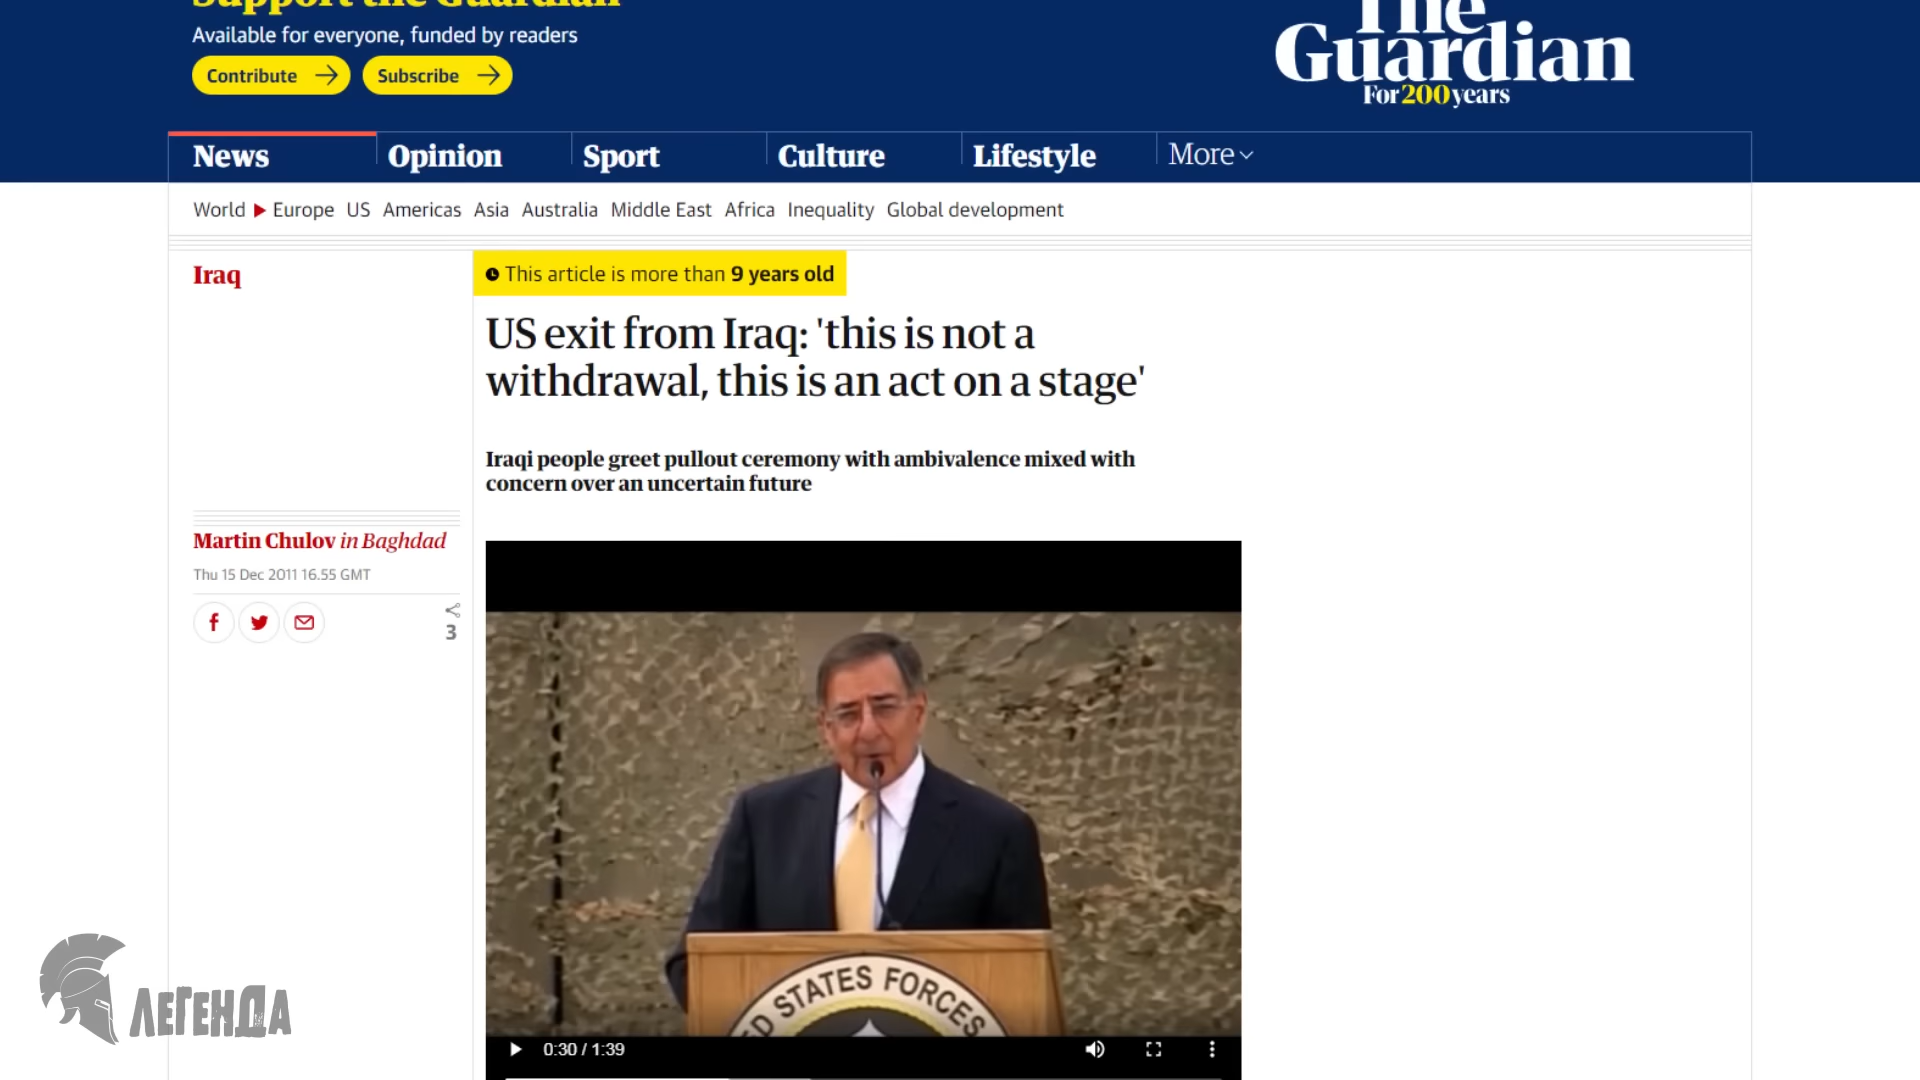 Support the Guardian
Available for everyone, funded by readers
Contribute
Subscribe
The
Guardian
For 200 years
News
Opinion
Sport
Culture
Lifestyle
More
World
Europe
US
Americas
Asia
Australia
Middle East
Africa
Inequality
Global development
Iraq
This article is more than 9 years old
US exit from Iraq: 'this is not a
withdrawal, this is an act on a stage'
Iraqi people greet pullout ceremony with ambivalence mixed with
concern over an uncertain future
Martin Chulov in Baghdad
Thu 15 Dec 2011 16.55 GMT
3
D STATES FORCES
0:30 / 1:39
ЛЕГЕНДА